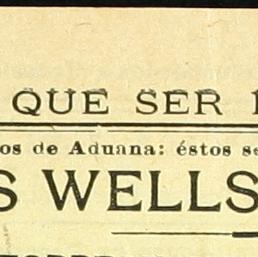 QUE SER
os de Aduana: éstos se
S WELLS